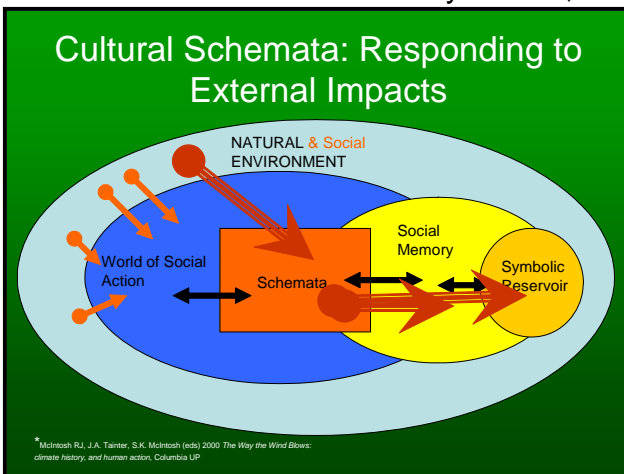 Cultural Schemata: Responding to
External Impacts
NATURAL & Social
ENVIRONMENT
World of Social
Action
Schemata
Social
Memory
Symbolic
Reservoir
*McIntosh RJ, J.A. Tainter, S.K. McIntosh (eds) 2000 The Way the Wind Blows:
climate history, and human action, Columbia UP